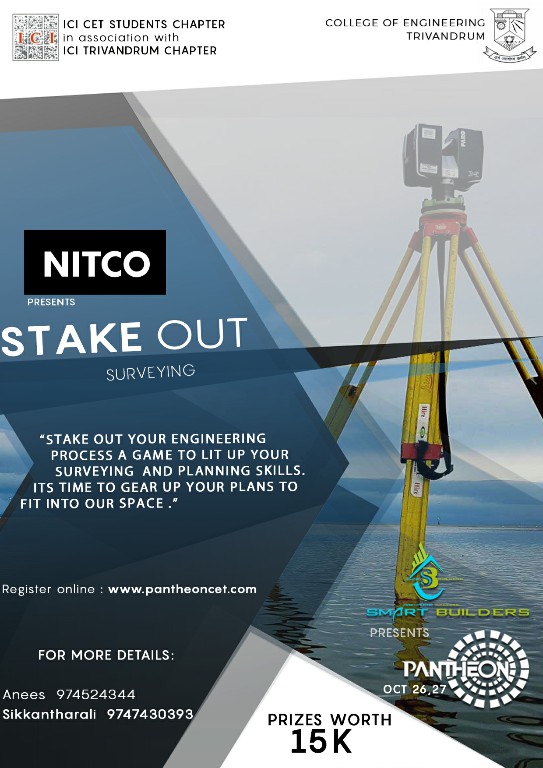 ICI CET STUDENTS CHAPTER
in association with
ICI TRIVANDRUM CHAPTER
COLLEGE OF ENGINEERING
TRIVANDRUM
ICI
NITCO
PRESENTS
STAKE OUT
SURVEYING
"STAKE OUT YOUR ENGINEERING
PROCESS A GAME TO LIT UP YOUR
SURVEYING AND PLANNING SKILLS.
ITS TIME TO GEAR UP YOUR PLANS TO
FIT INTO OUR SPACE ."
Register online : www.pantheoncet.com
SB
SMART BUILDERS
PRESENTS
PANTHEON
OCT 26,27
FOR MORE DETAILS:
Anees 974524344
Sikkantharali 9747430393
PRIZES WORTH
15K